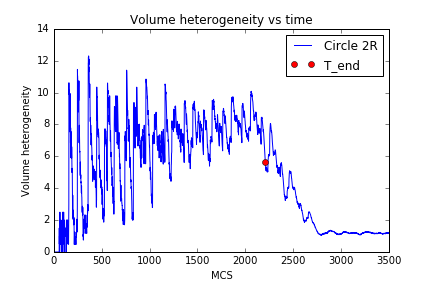 Volume heterogeneity vs time
14
12
10
8
6
4
2
0
Volume heterogeneity
Circle 2R
T_end
0 500 1000 1500 2000 2500 3000 3500
MCS